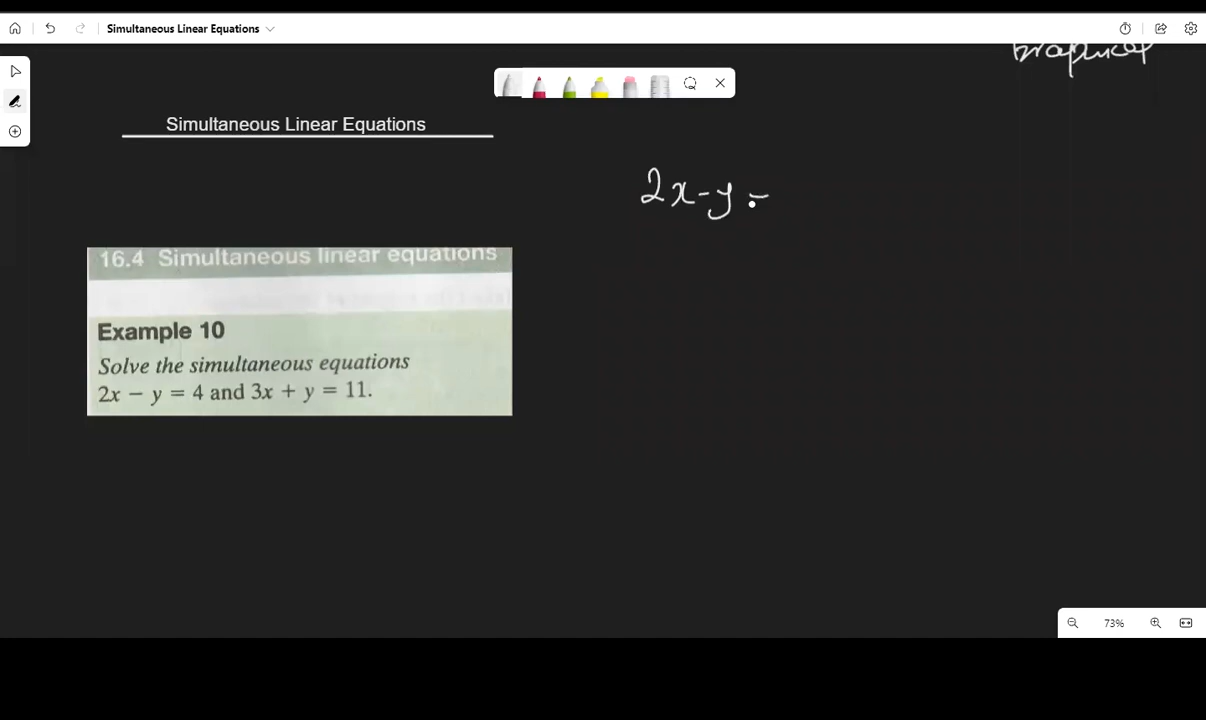 Simultaneous Linear Equations
Graphical
Simultaneous Linear Equations
2x - y =
16.4 Simultaneous linear equations
Example 10
Solve the simultaneous equations
2x − y = 4 and 3x + y = 11.
73%